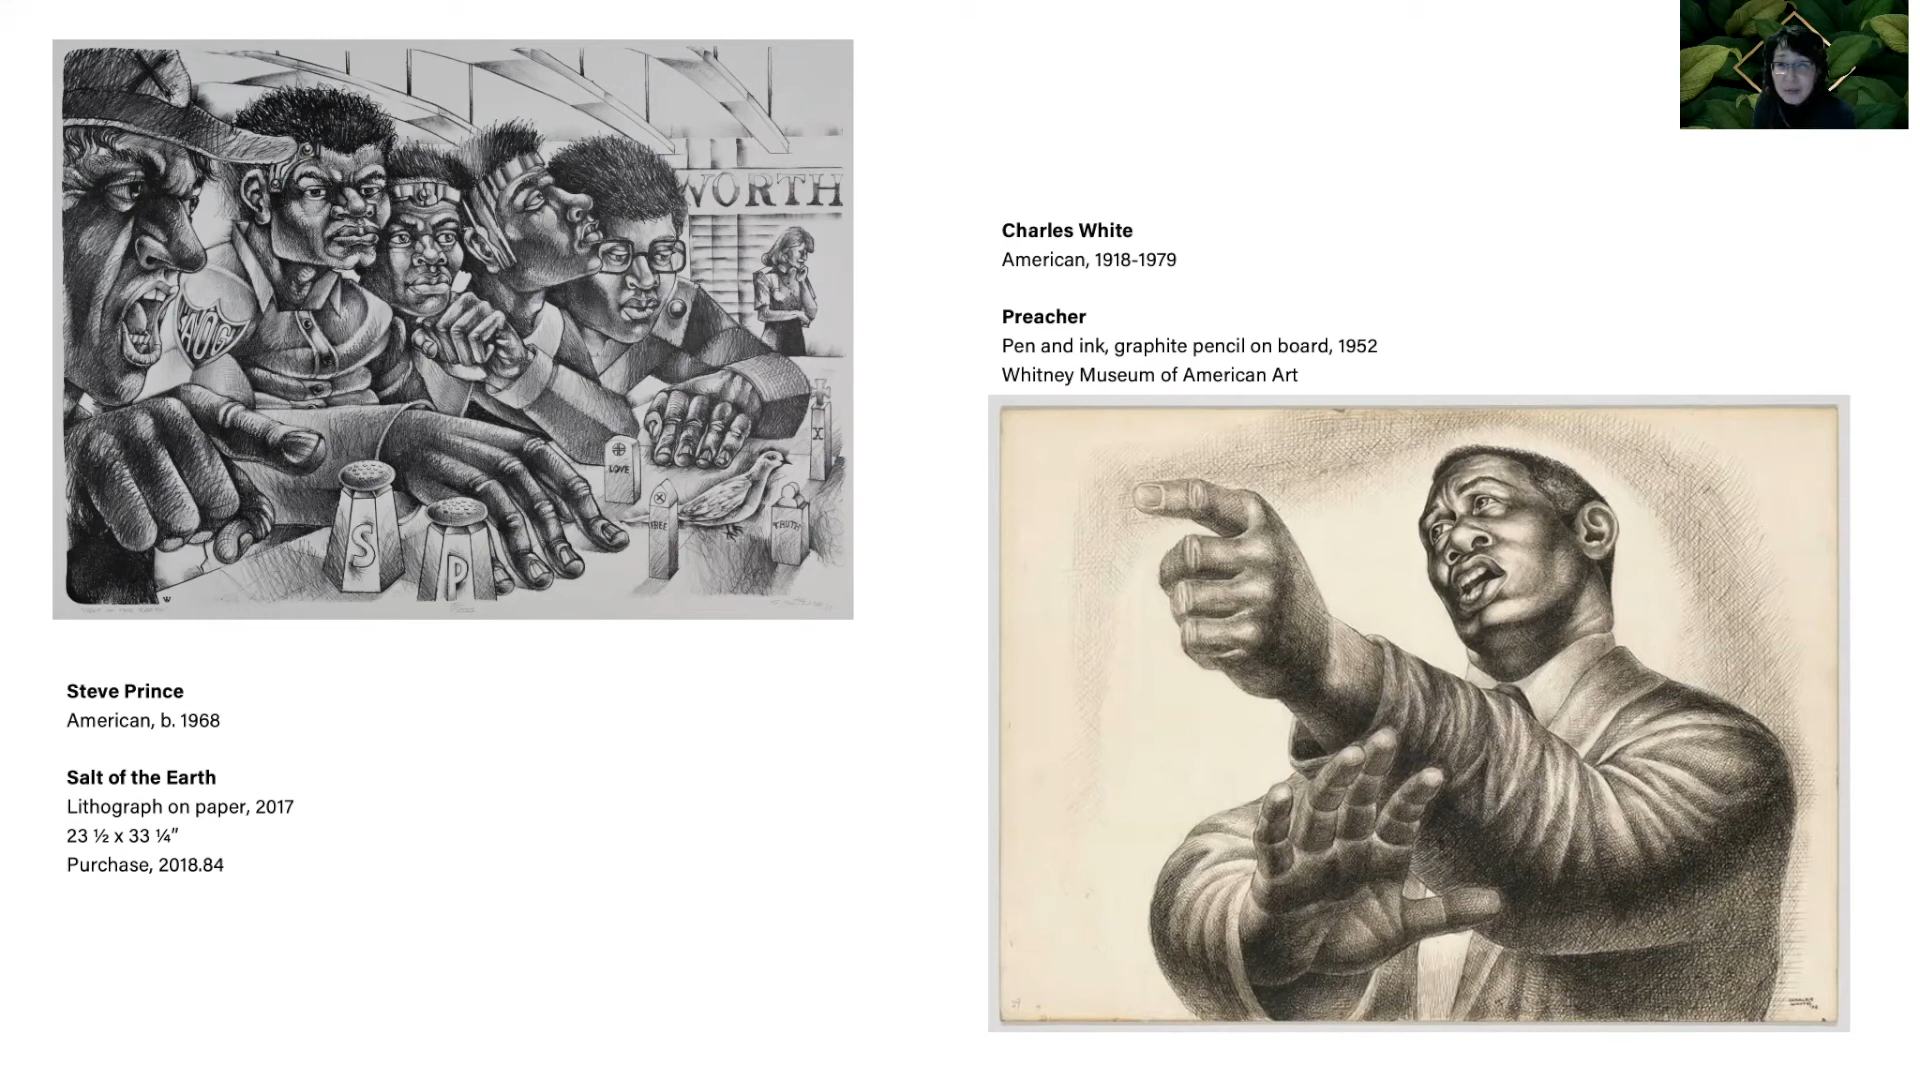 WORTH
AOG
LOVE
X
FREE
TRUTH
S
P
Steve Prince
American, b. 1968
Salt of the Earth
Lithograph on paper, 2017
23 ½ x 33 ¼”
Purchase, 2018.84
Charles White
American, 1918-1979
Preacher
Pen and ink, graphite pencil on board, 1952
Whitney Museum of American Art